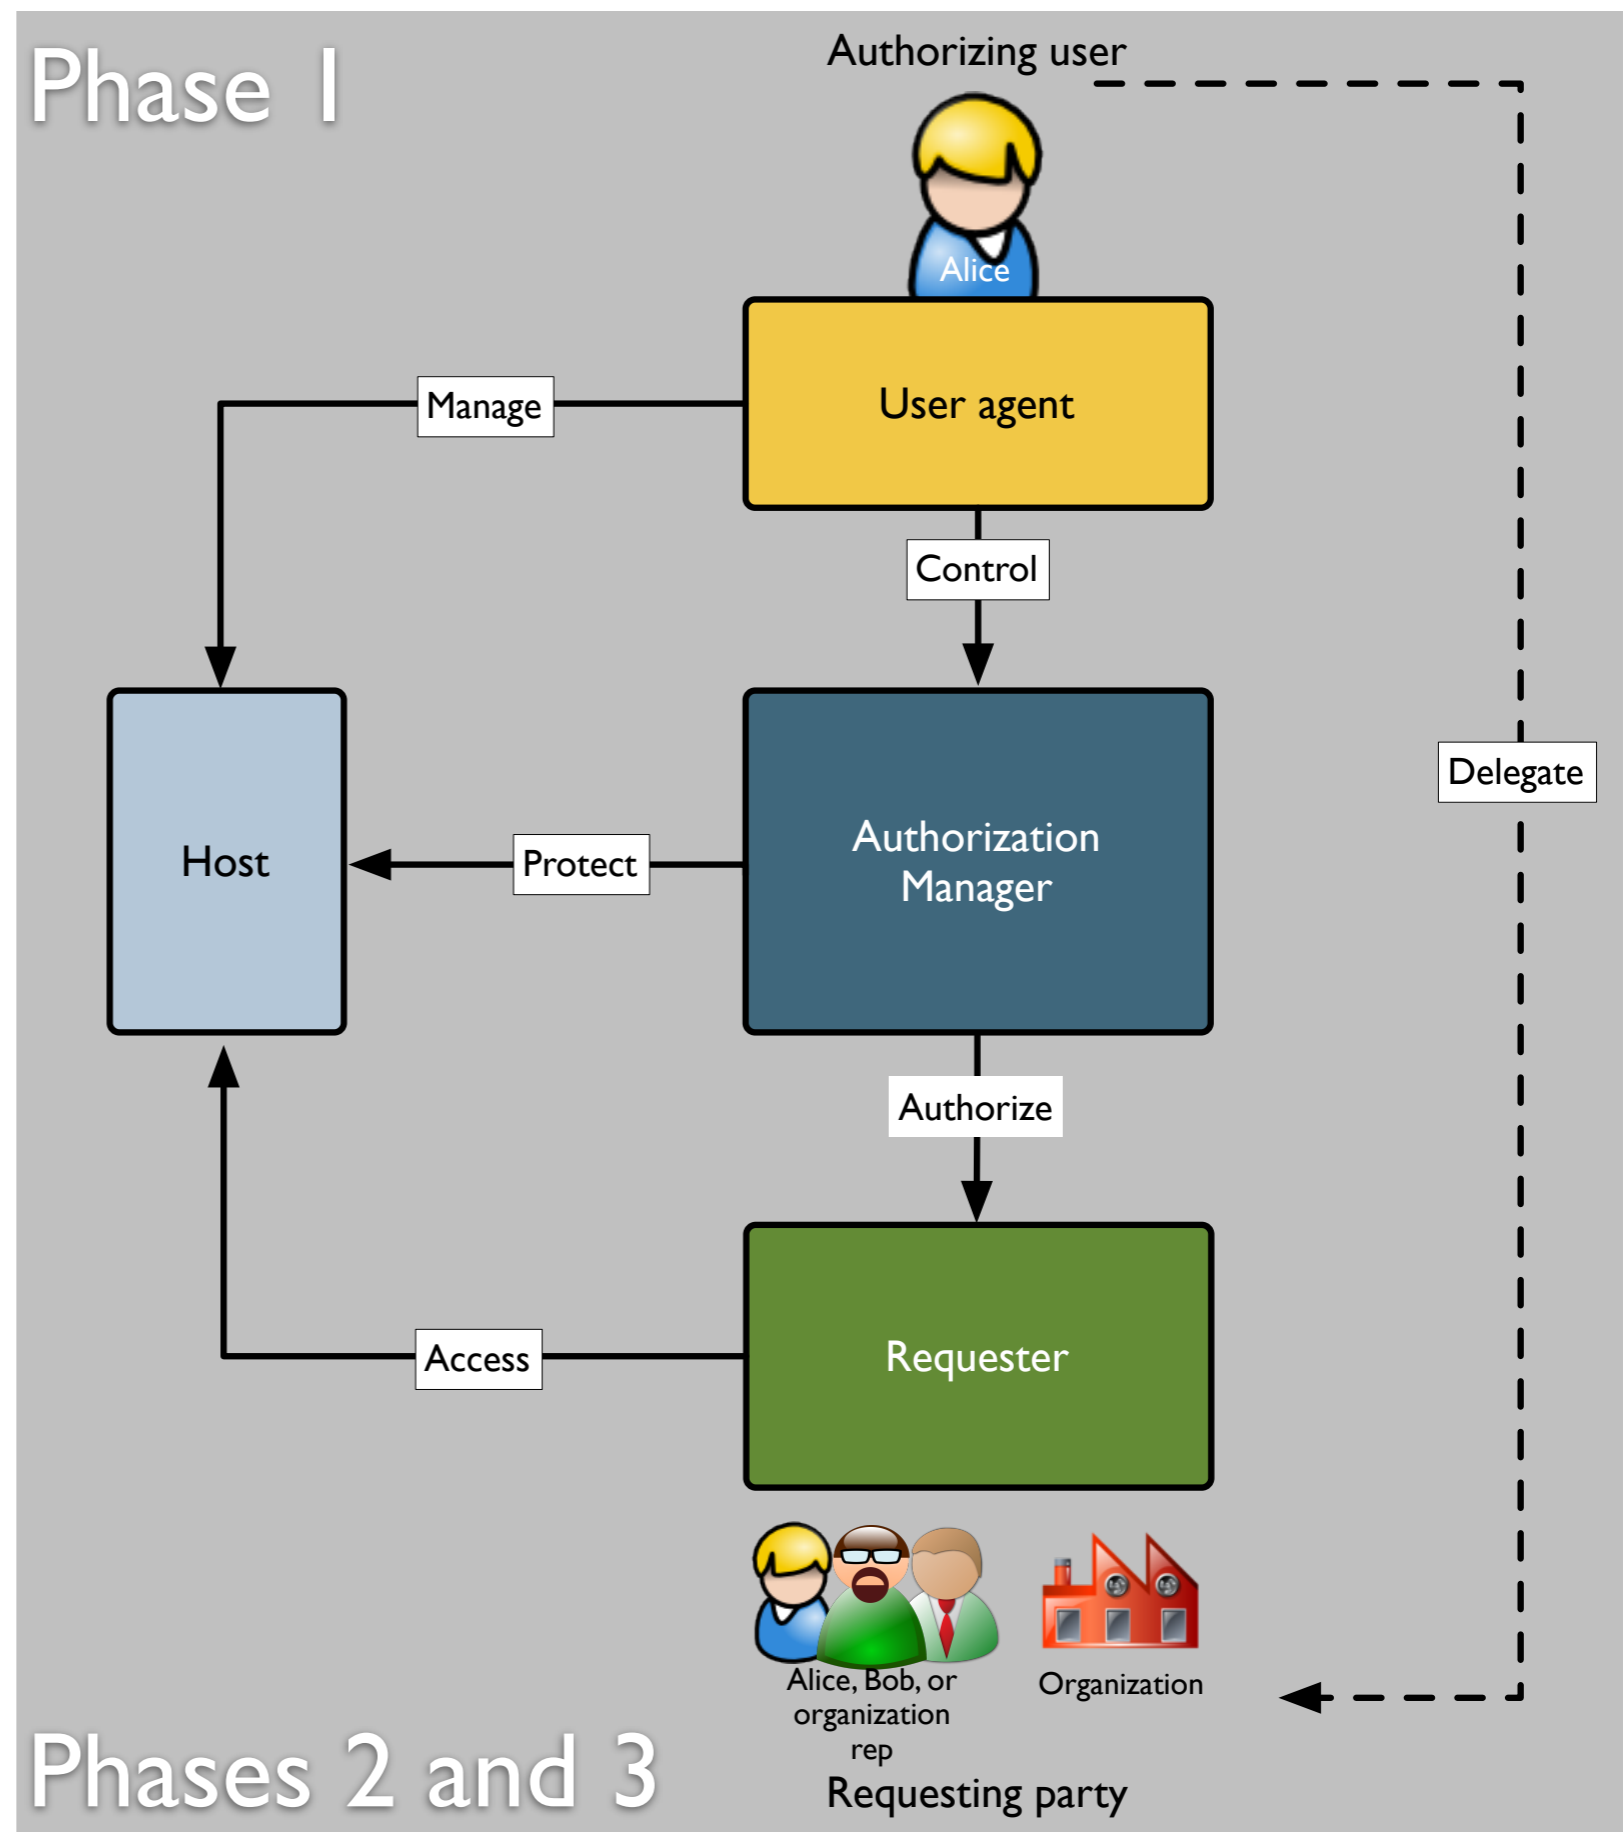 Phase 1
Authorizing user
Alice
User agent
Manage
Control
Delegate
Host
Protect
Authorization
Manager
Authorize
Access
Requester
Alice, Bob, or
organization
rep
Organization
Phases 2 and 3
Requesting party